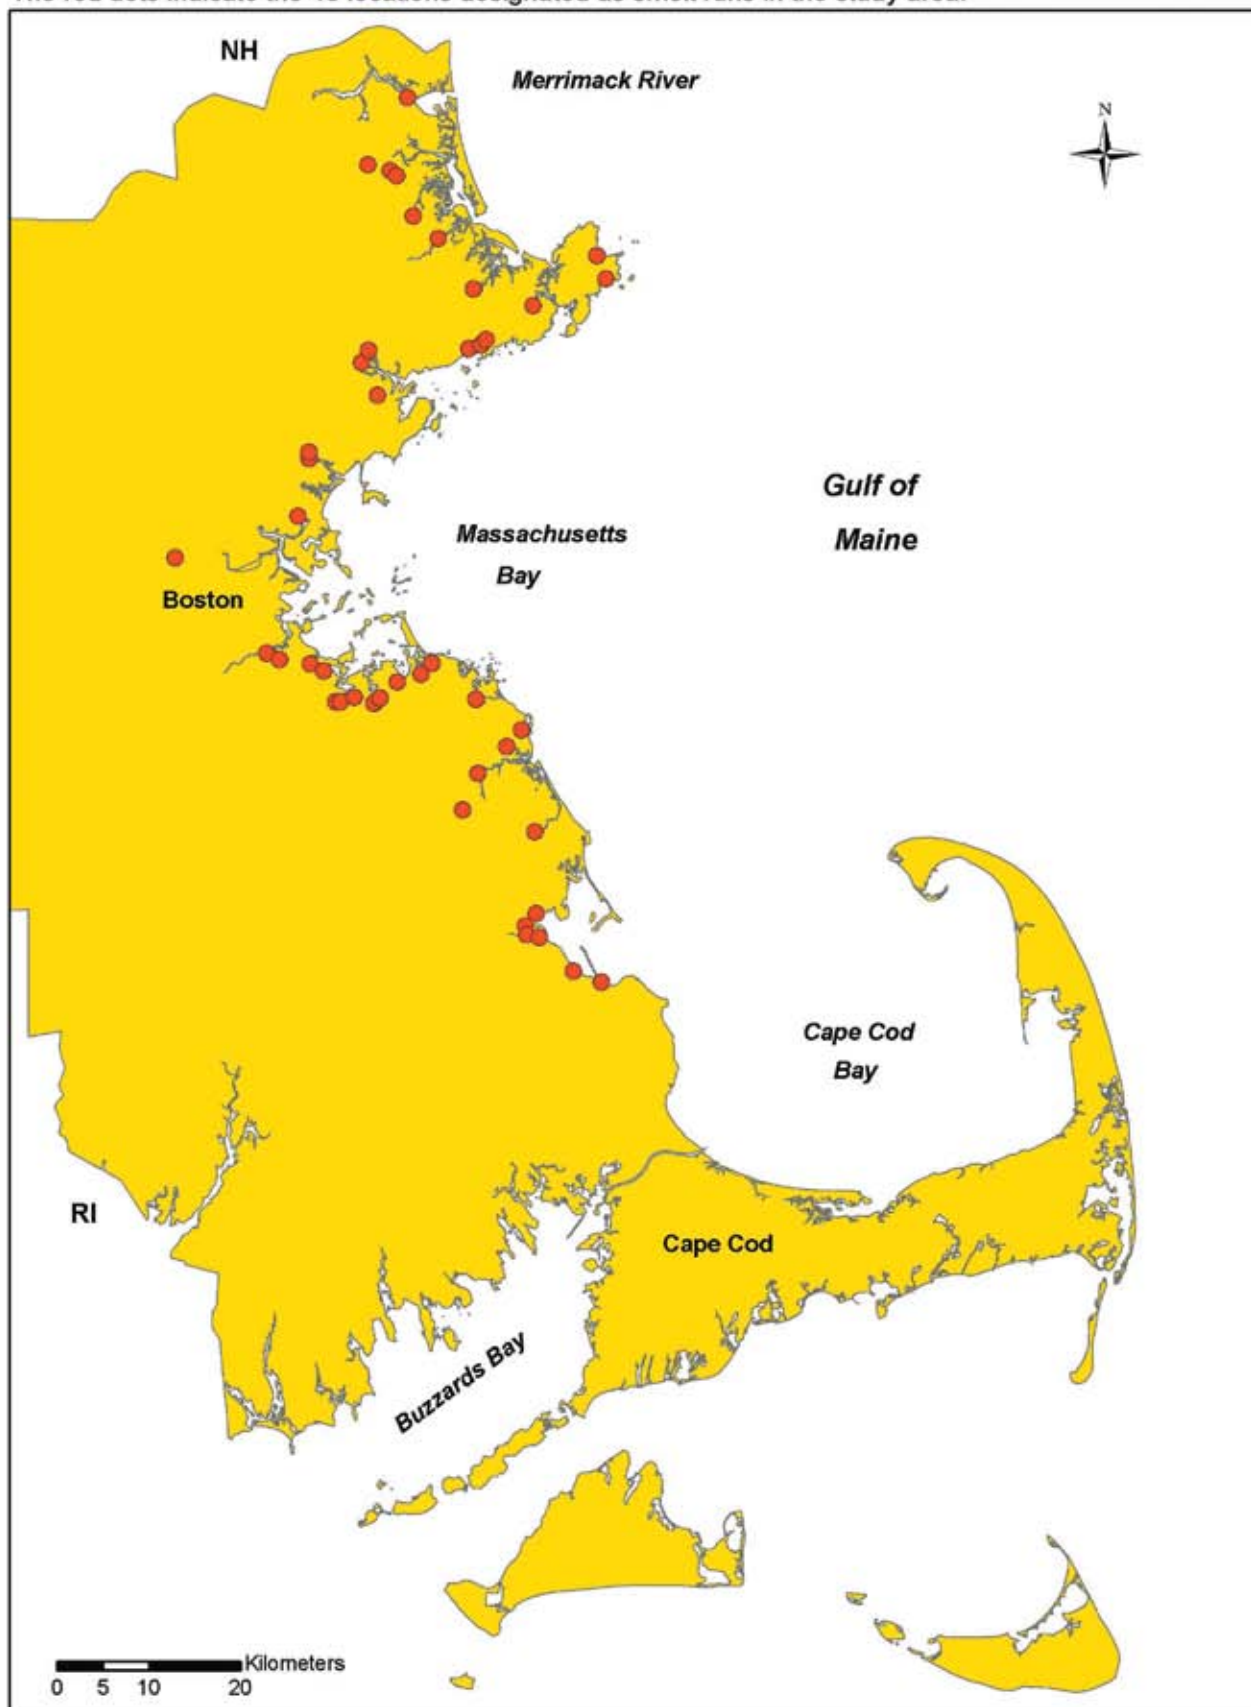 NH
Merrimack River
N
Gulf of
Maine
Massachusetts
Bay
Boston
Cape Cod
Bay
RI
Cape Cod
Buzzards Bay
Kilometers
0 5 10 20